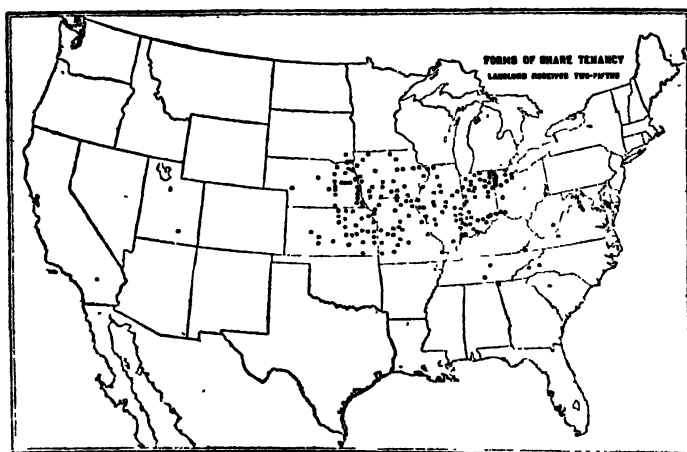 FORMS OF SHARE TENANCY
LANDLORD RECEIVES TWO-FIFTHS